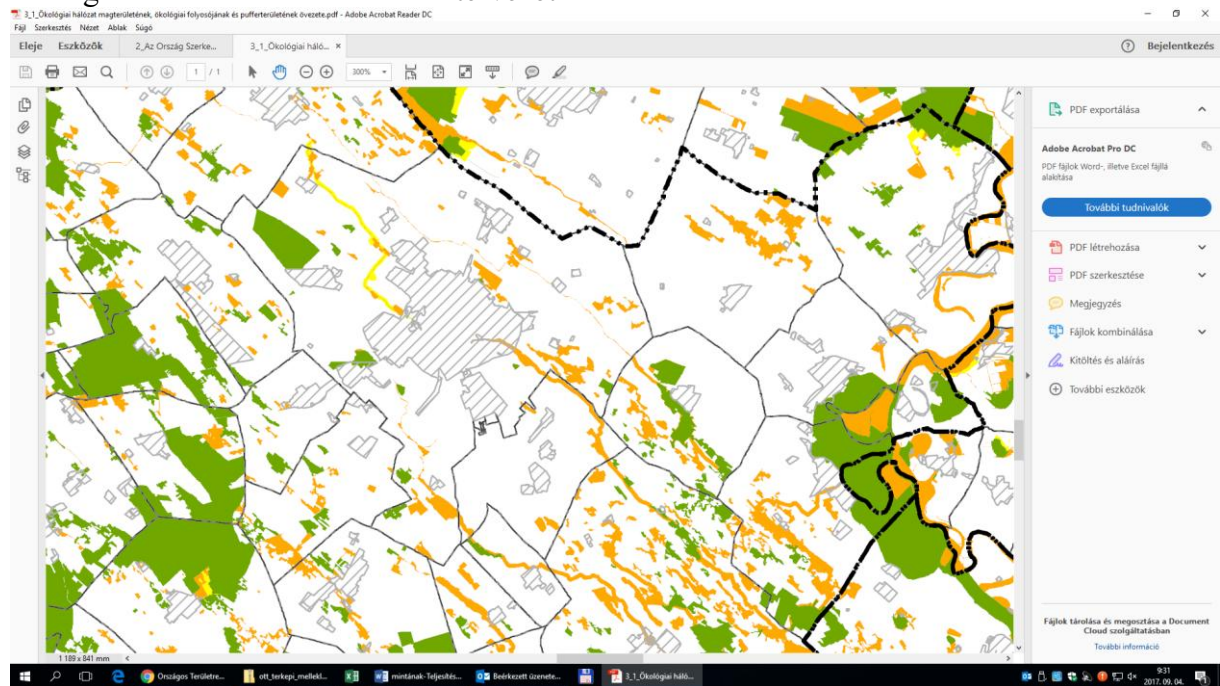 3_1_Ökológiai hálózat magterületének, ökológiai folyosójának és pufferterületének övezete.pdf - Adobe Acrobat Reader DC
Fájl Szerkesztés Nézet Ablak Súgó
Eleje Eszközök 2_Az Ország Szerke... 3_1_Ökológiai háló... × Bejelentkezés
1 / 1 300%
PDF exportálása
Adobe Acrobat Pro DC
PDF fájlok Word-, illetve Excel fájllá
alakítása
További tudnivalók
PDF létrehozása
PDF szerkesztése
Megjegyzés
Fájlok kombinálása
Kitöltés és aláírás
További eszközök
Fájlok tárolása és megosztása a Document
Cloud szolgáltatásban
További információ
1 189 x 841 mm
Országos Területre... ott_terkepi_mellekl... mintának-Teljesítés... Beérkezett üzenete... 3_1_Ökológiai háló...
9:31
2017. 09. 04.